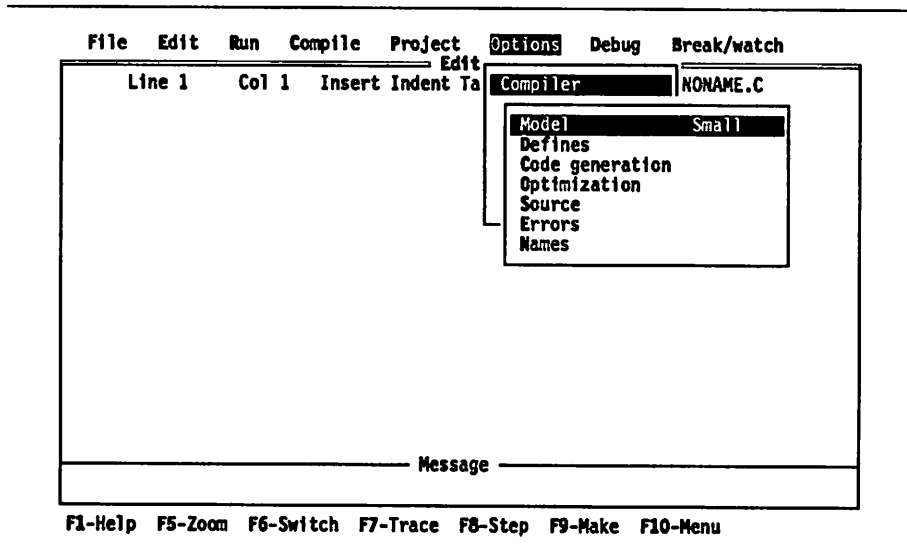 File Edit Run Compile Project Options Debug Break/watch
Edit
Line 1 Col 1 Insert Indent Ta Compiler NONAME.C
Model Small
Defines
Code generation
Optimization
Source
Errors
Names
Message
F1-Help F5-Zoom F6-Switch F7-Trace F8-Step F9-Make F10-Menu